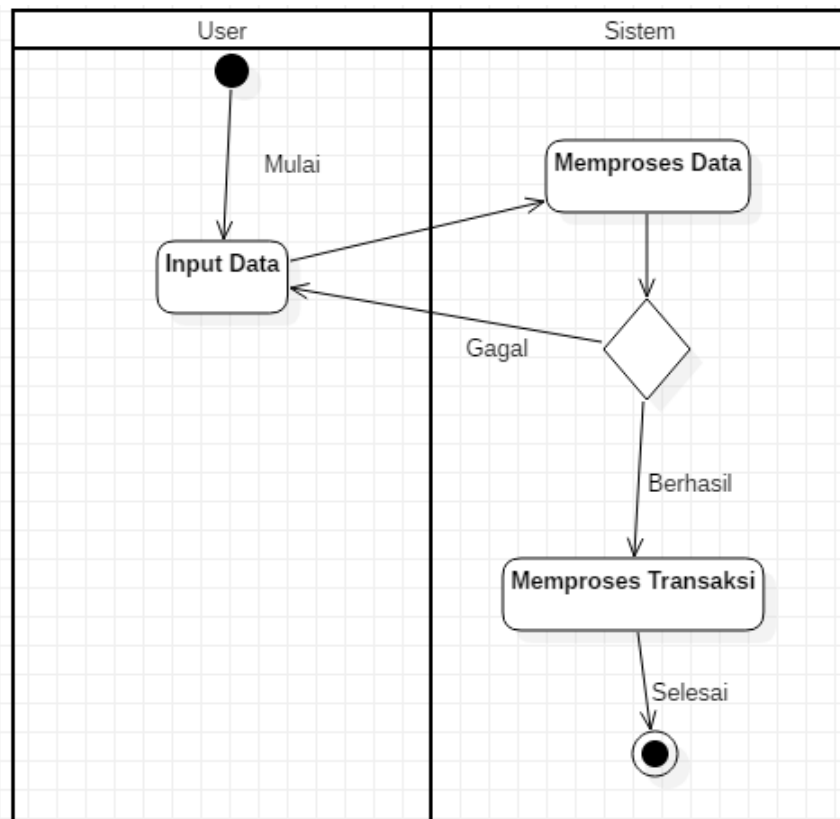 User
Sistem
Mulai
Memproses Data
Input Data
Gagal
Berhasil
Memproses Transaksi
Selesai